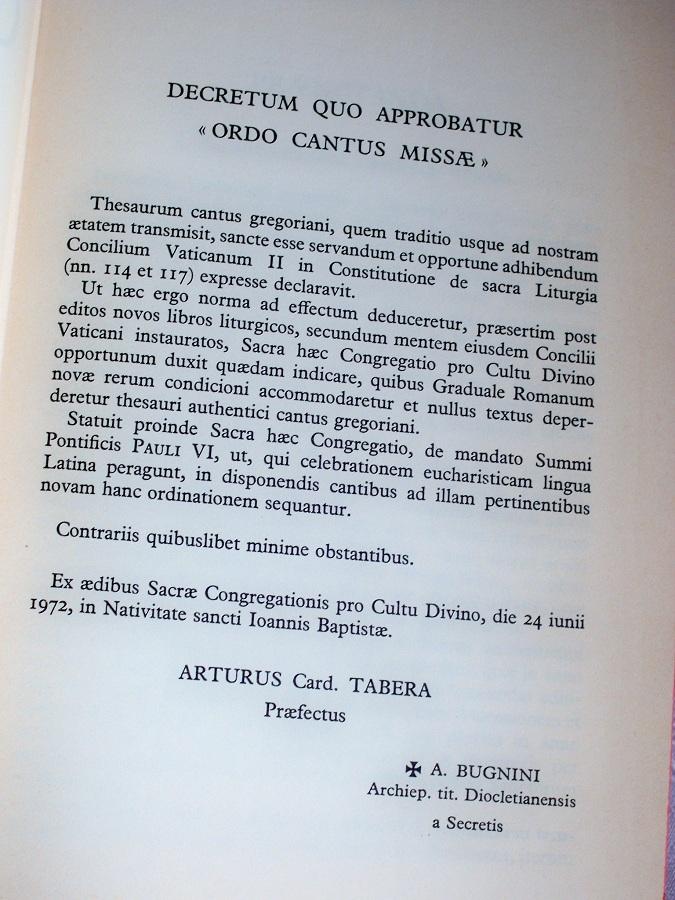 DECRETUM QUO APPROBATUR
« ORDO CANTUS MISSÆ »
Thesaurum cantus gregoriani, quem traditio usque ad nostram
ætatem transmisit, sancte esse servandum et opportune adhibendum
Concilium Vaticanum II in Constitutione de sacra Liturgia
(nn. 114 et 117) expresse declaravit.
Ut hæc ergo norma ad effectum deduceretur, præsertim post
editos novos libros liturgicos, secundum mentem eiusdem Concilii
Vaticani instauratos, Sacra hæc Congregatio pro Cultu Divino
opportunum duxit quædam indicare, quibus Graduale Romanum
novæ rerum condicioni accommodaretur et nullus textus deper-
deretur thesauri authentici cantus gregoriani.
Statuit proinde Sacra hæc Congregatio, de mandato Summi
Pontificis PAULI VI, ut, qui celebrationem eucharisticam lingua
Latina peragunt, in disponendis cantibus ad illam pertinentibus
novam hanc ordinationem sequantur.
Contrariis quibuslibet minime obstantibus.
Ex ædibus Sacræ Congregationis pro Cultu Divino, die 24 iunii
1972, in Nativitate sancti Ioannis Baptistæ.
ARTURUS Card. TABERA
Præfectus
✠ A. BUGNINI
Archiep. tit. Diocletianensis
a Secretis